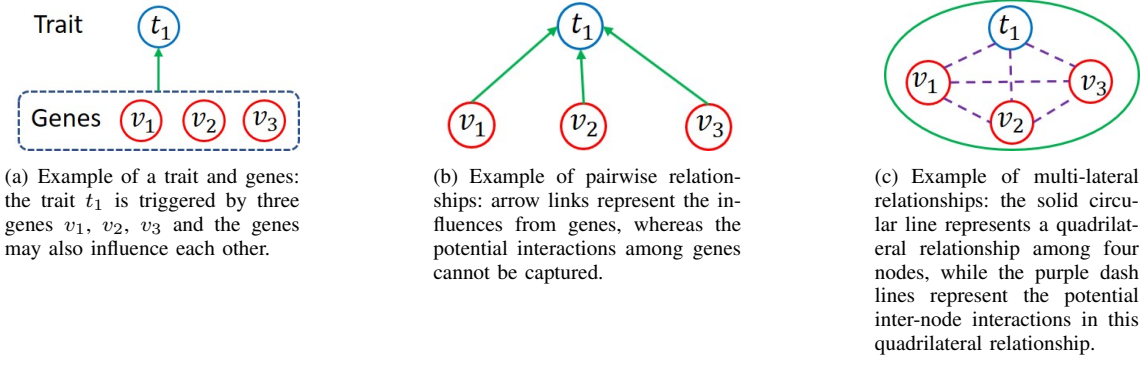 Trait t₁
Genes v₁ v₂ v₃
(a) Example of a trait and genes:
the trait t₁ is triggered by three
genes v₁, v₂, v₃ and the genes
may also influence each other.
t₁
v₁ v₂ v₃
(b) Example of pairwise relation-
ships: arrow links represent the in-
fluences from genes, whereas the
potential interactions among genes
cannot be captured.
t₁
v₁ v₃
v₂
(c) Example of multi-lateral
relationships: the solid circu-
lar line represents a quadrilat-
eral relationship among four
nodes, while the purple dash
lines represent the potential
inter-node interactions in this
quadrilateral relationship.